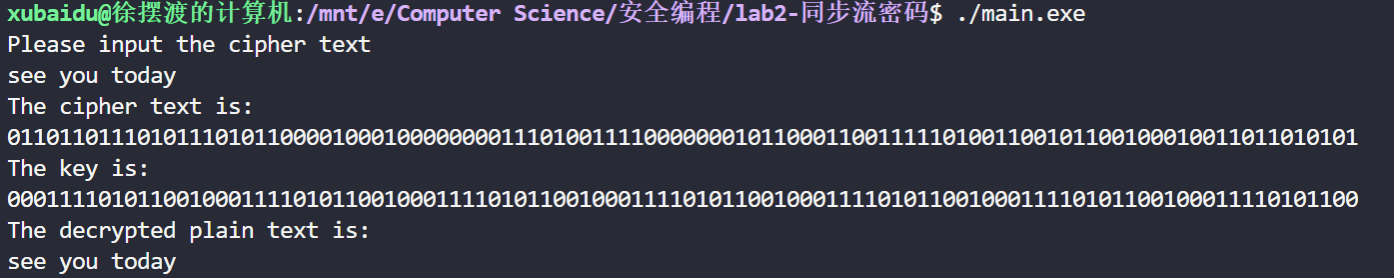 xubaidu@徐摆渡的计算机:/mnt/e/Computer Science/安全编程/lab2-同步流密码$ ./main.exe
Please input the cipher text
see you today
The cipher text is:
01101101110101110101100001000100000000111010011110000000101100011001111101001100101100100010011011010101
The key is:
00011110101100100011110101100100011110101100100011110101100100011110101100100011110101100100011110101100
The decrypted plain text is:
see you today